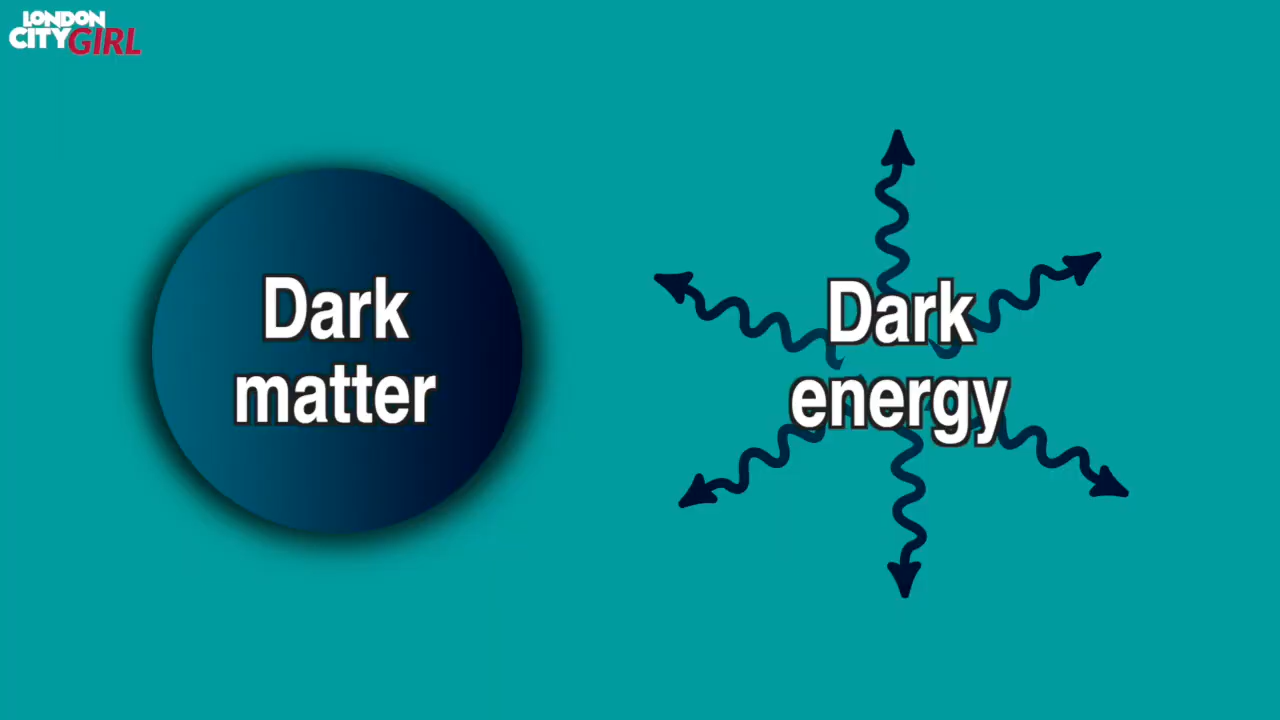 LONDON
CITY GIRL
Dark
matter
Dark
energy